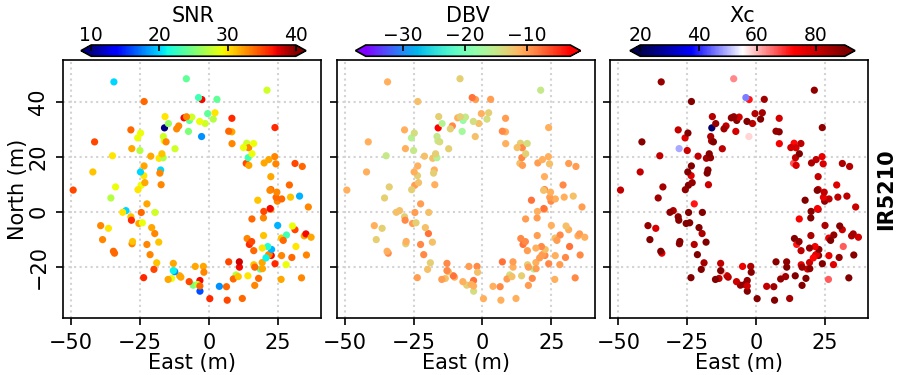 SNR DBV Xc
10 20 30 40 −30 −20 −10 20 40 60 80
North (m)
40
20
0
−20
IR5210
−50 −25 0 25 −50 −25 0 25 −50 −25 0 25
East (m) East (m) East (m)